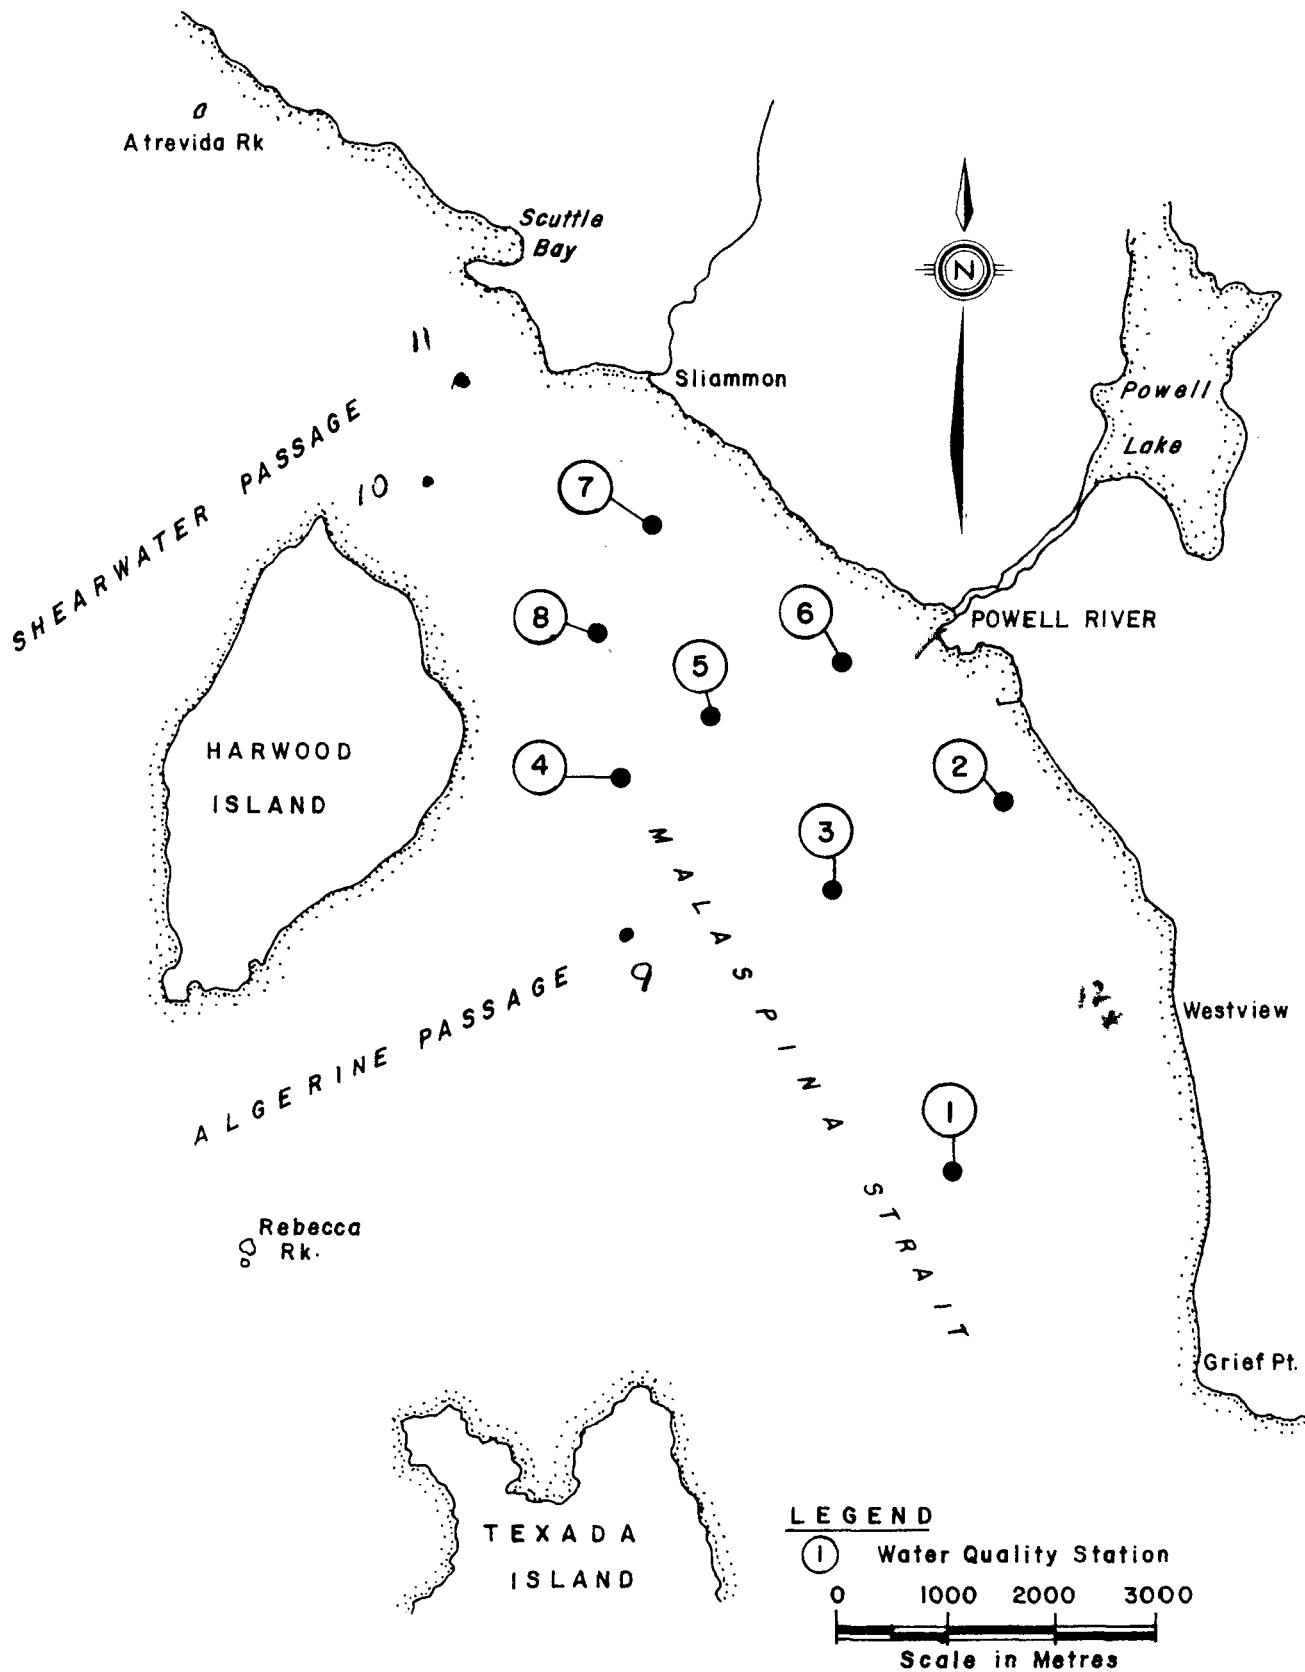 Atrevida Rk
Scuttle
Bay
N
11
Sliammon
Powell
Lake
SHEARWATER PASSAGE
10
7
8
6
POWELL RIVER
5
HARWOOD
ISLAND
4
2
3
MALASPINA STRAIT
9
ALGERINE PASSAGE
12
Westview
1
Rebecca
Rk.
Grief Pt.
TEXADA
ISLAND
LEGEND
1 Water Quality Station
0 1000 2000 3000
Scale in Metres